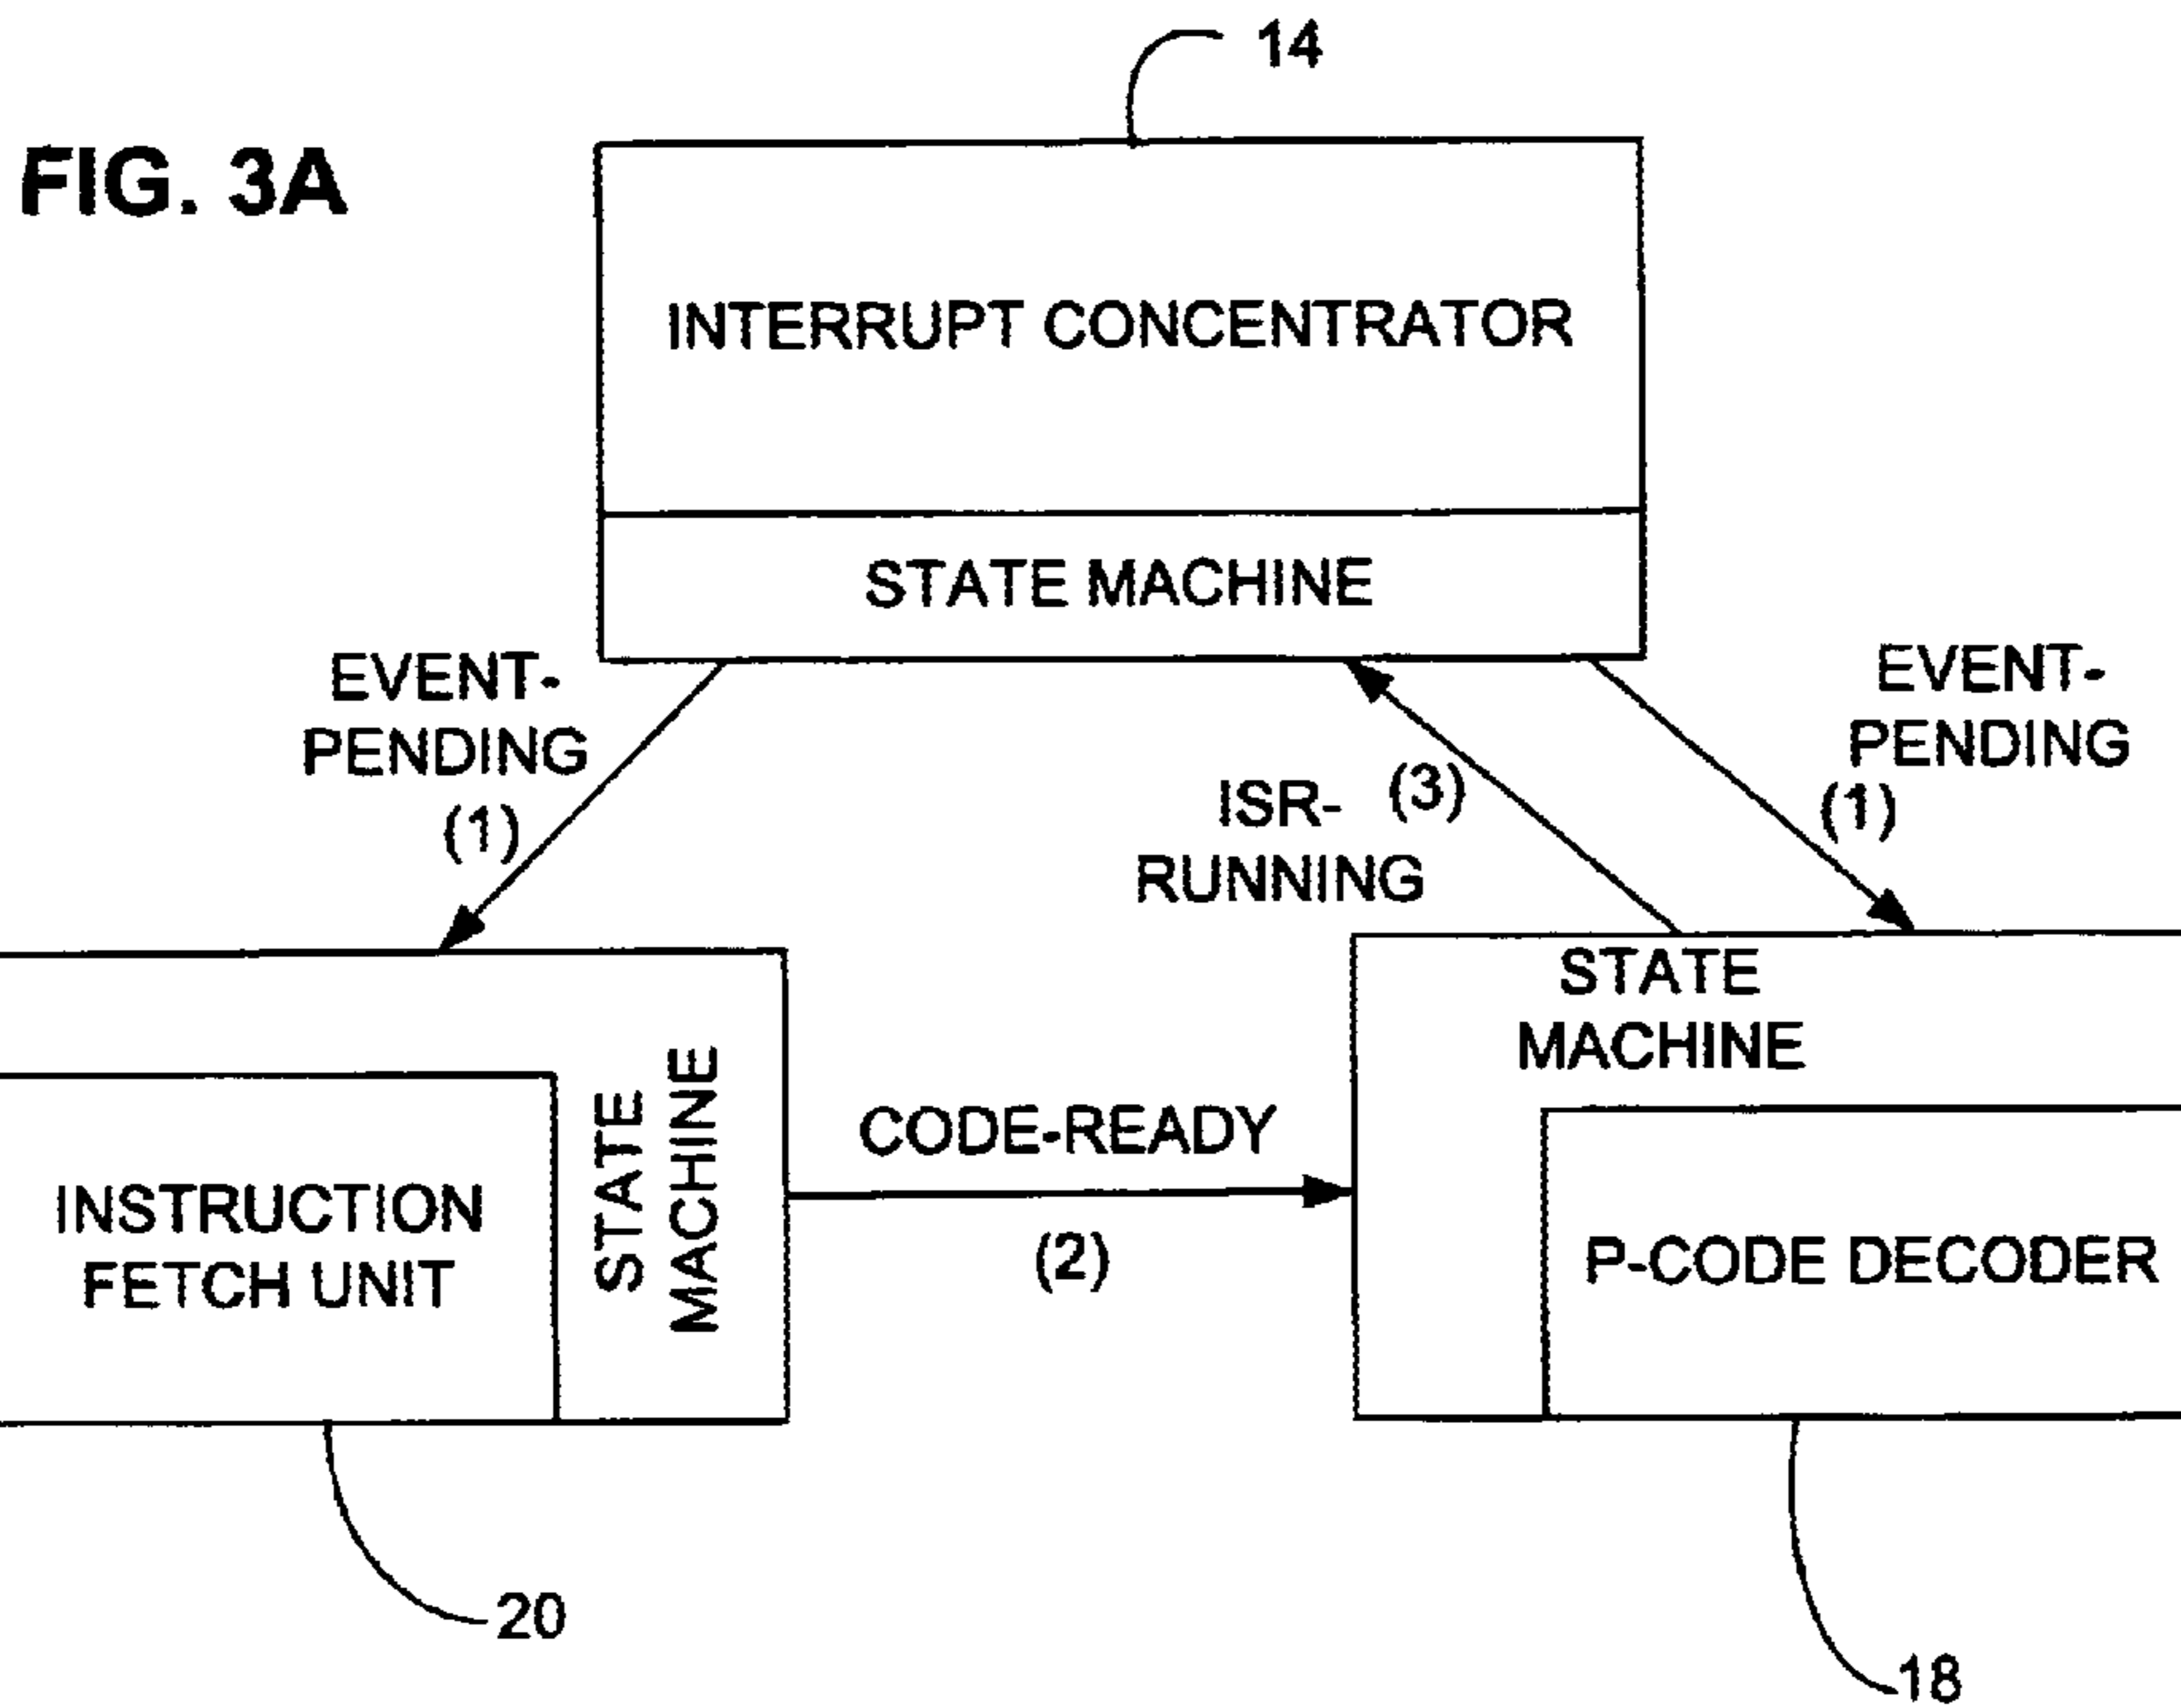 14
FIG. 3A
INTERRUPT CONCENTRATOR
STATE MACHINE
EVENT-
PENDING
(1)
ISR-
RUNNING
(3)
EVENT-
PENDING
(1)
INSTRUCTION
FETCH UNIT
STATE
MACHINE
CODE-READY
(2)
STATE
MACHINE
P-CODE DECODER
20
18